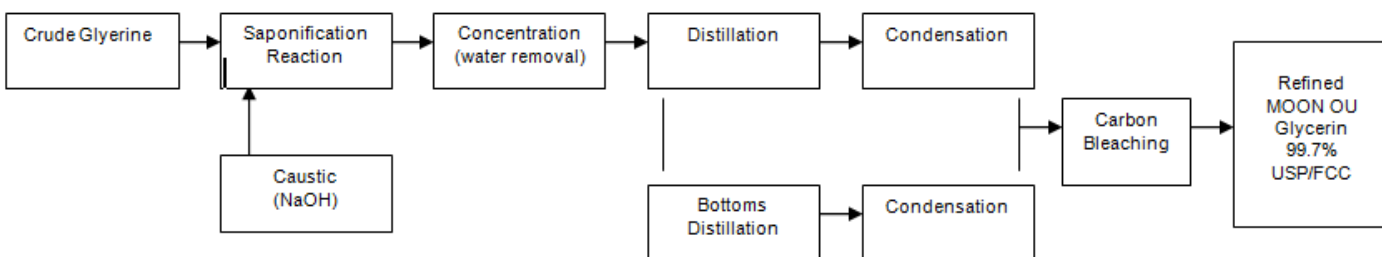 Crude Glyerine
Saponification
Reaction
Concentration
(water removal)
Distillation
Condensation
Caustic
(NaOH)
Bottoms
Distillation
Condensation
Carbon
Bleaching
Refined
MOON OU
Glycerin
99.7%
USP/FCC